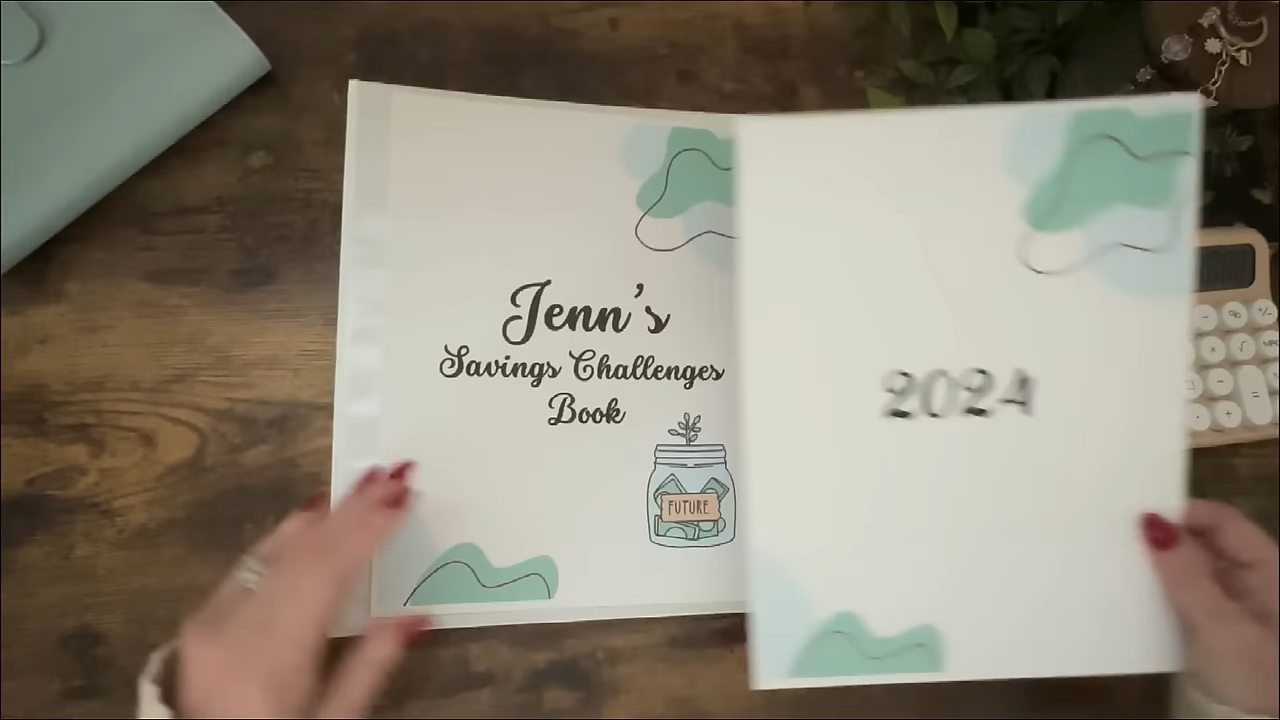 Jenn's
Savings Challenges
Book
FUTURE
2024
% +/-
× √
-
+ =